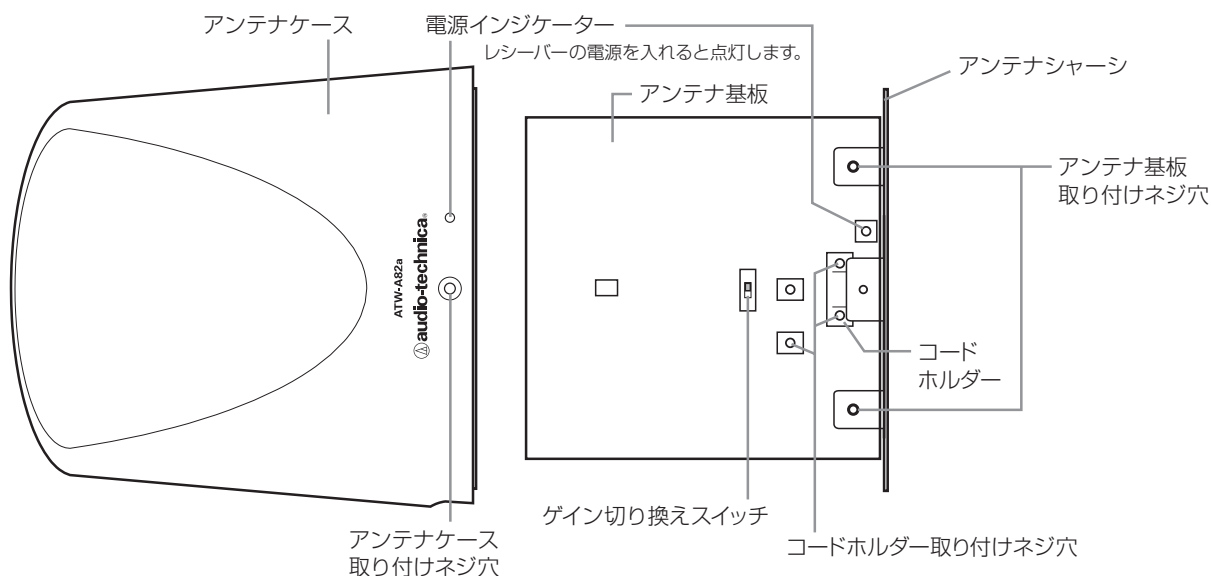 アンテナケース
電源インジケーター
レシーバーの電源を入れると点灯します。
アンテナシャーシ
アンテナ基板
アンテナ基板
取り付けネジ穴
ATW-A82a
audio-technica®
コード
ホルダー
ゲイン切り換えスイッチ
アンテナケース
取り付けネジ穴
コードホルダー取り付けネジ穴